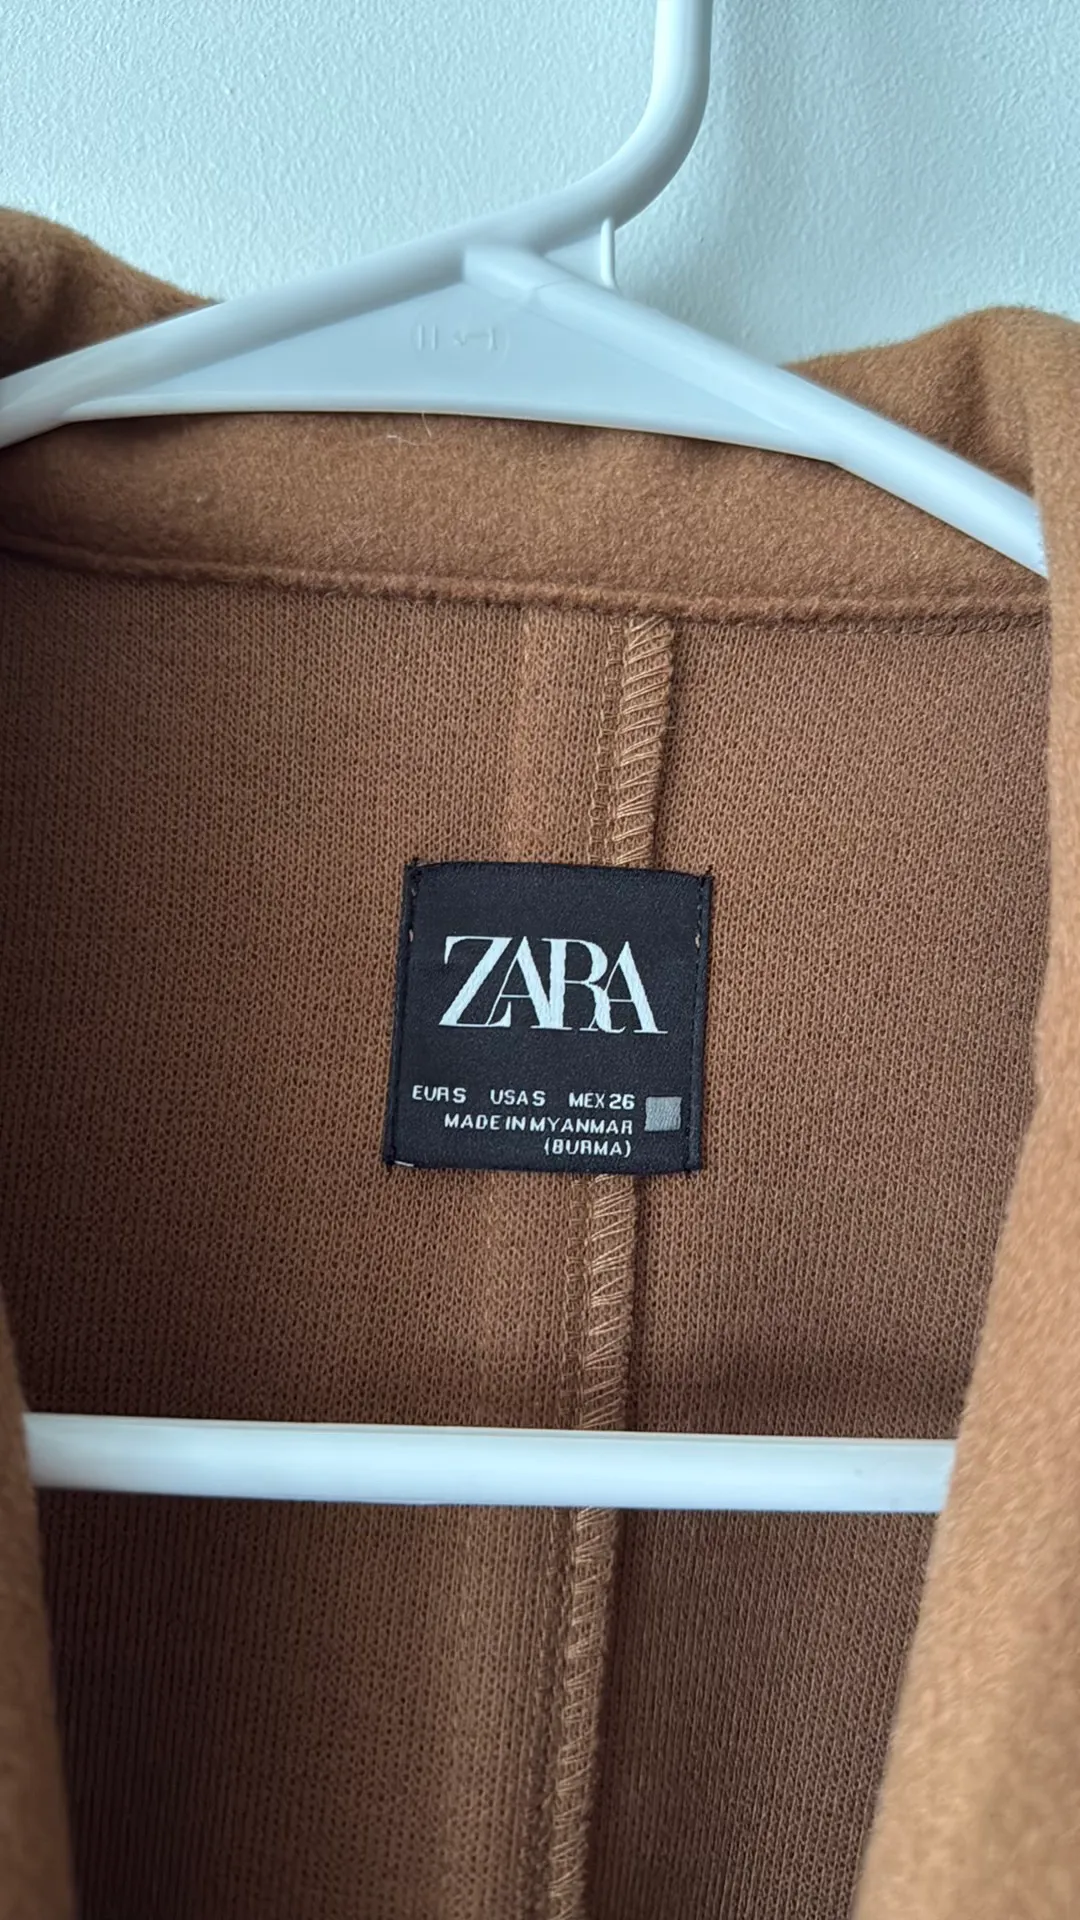 ZARA
EUR S USA S MEX 26
MADE IN MYANMAR
(BURMA)